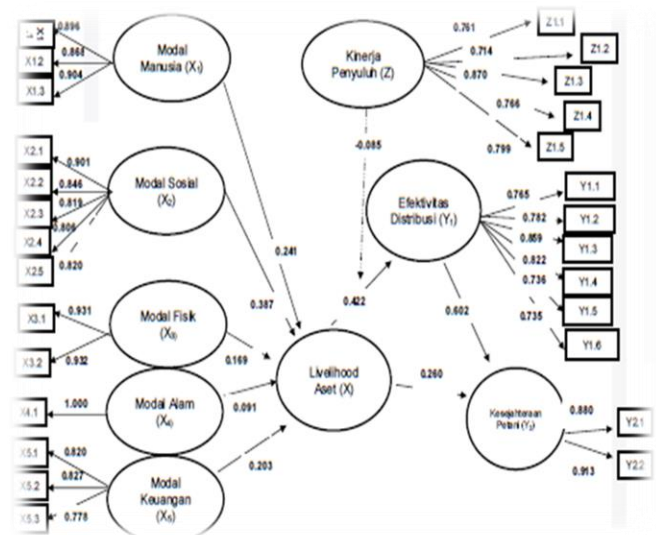 X1.1
0.896
X1.2
0.868
X1.3
0.904
Modal
Manusia (X₁)
Kinerja
Penyuluh (Z)
0.761
Z1.1
0.714
Z1.2
0.870
Z1.3
0.766
Z1.4
0.799
Z1.5
-0.085
X2.1
0.901
X2.2
0.846
X2.3
0.819
X2.4
0.806
X2.5
0.820
Modal Sosial
(X₂)
Efektivitas
Distribusi (Y₁)
0.765
Y1.1
0.782
Y1.2
0.859
Y1.3
0.822
Y1.4
0.736
Y1.5
0.735
Y1.6
0.241
0.387
0.422
0.602
X3.1
0.931
X3.2
0.932
Modal Fisik
(X₃)
0.169
Livelihood
Aset (X)
0.260
X4.1
1.000
Modal Alam
(X₄)
0.091
Kesejahteraan
Petani (Y₂)
0.880
Y2.1
0.913
Y2.2
X5.1
0.820
X5.2
0.827
X5.3
0.778
Modal
Keuangan
(X₅)
0.203